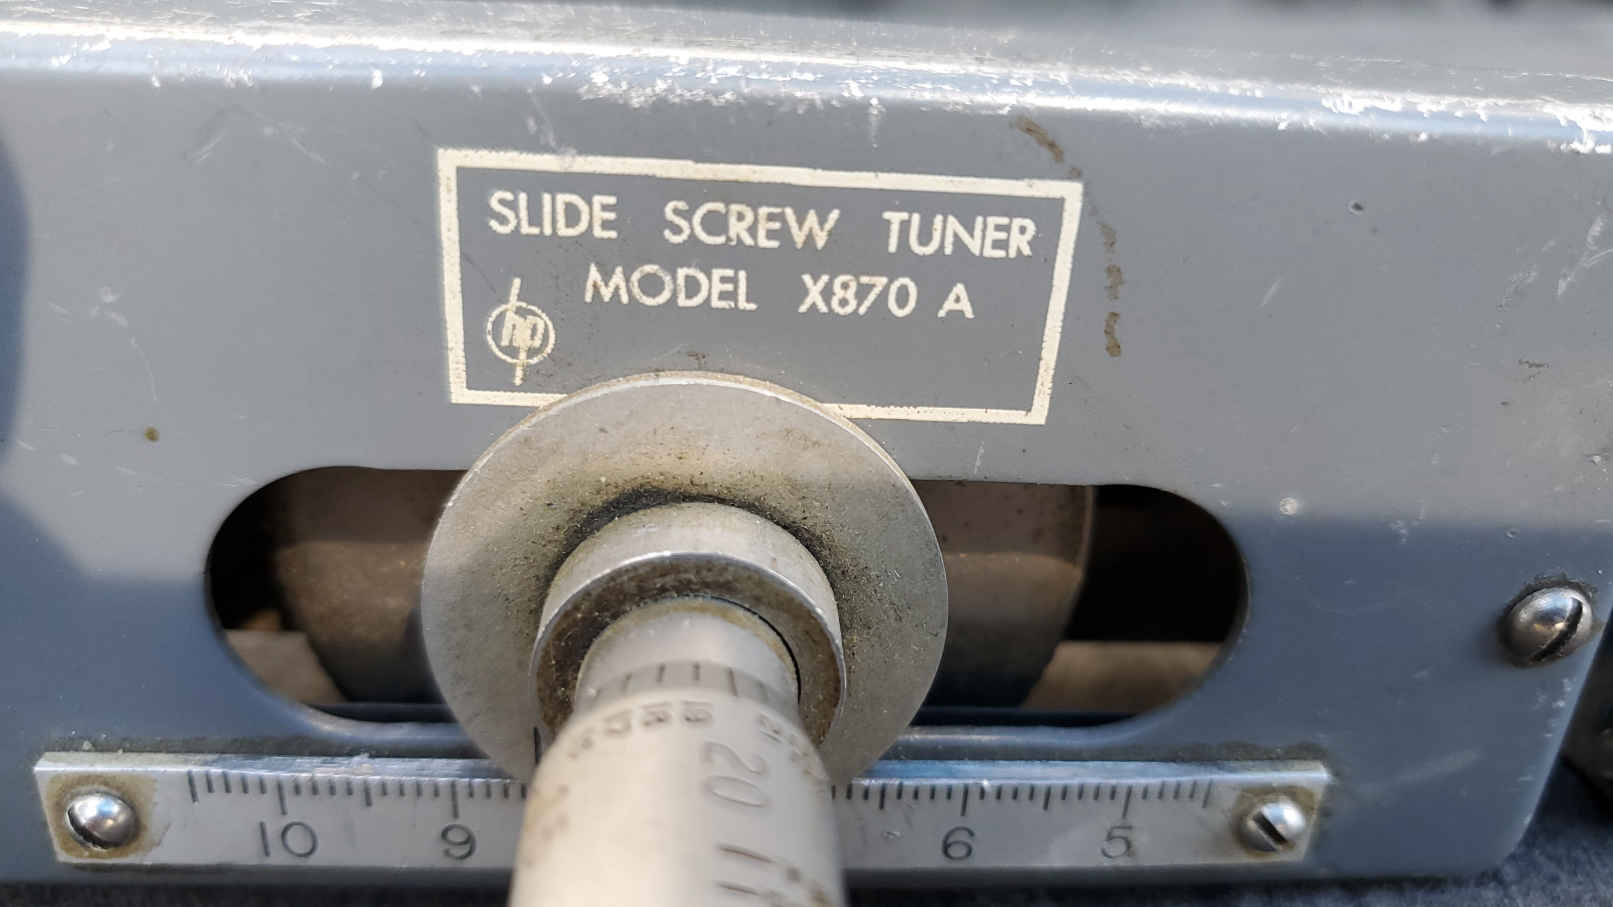 SLIDE SCREW TUNER
MODEL X870 A
hp
20
10 9 6 5